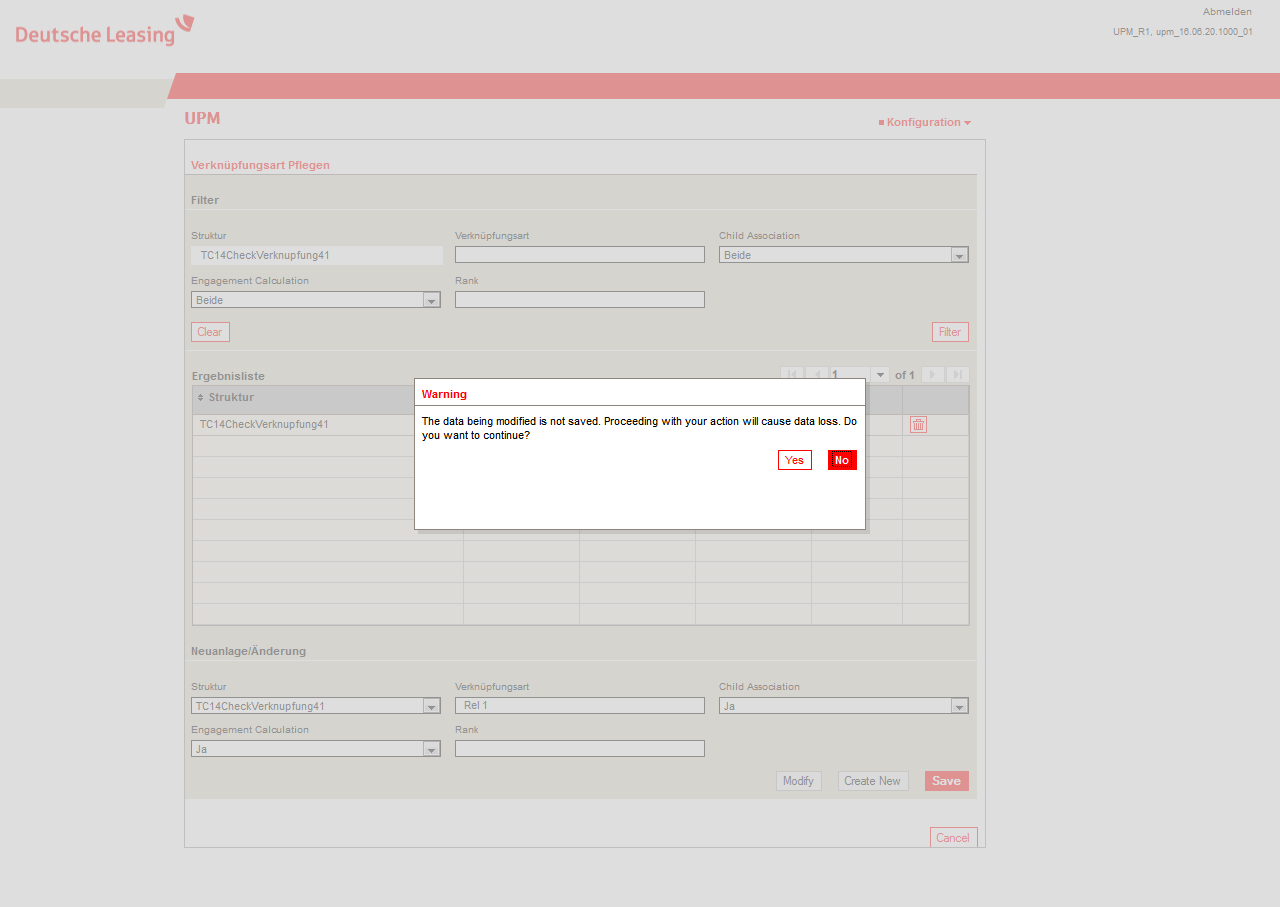 Deutsche Leasing
Abmelden
UPM_R1, upm_16.06.20.1000_01
UPM
Konfiguration
Verknüpfungsart Pflegen
Filter
Struktur Verknüpfungsart Child Association
TC14CheckVerknupfung41 Beide
Engagement Calculation Rank
Beide
Clear Filter
Ergebnisliste 1 of 1
Struktur
TC14CheckVerknupfung41
Warning
The data being modified is not saved. Proceeding with your action will cause data loss. Do
you want to continue?
Yes No
Neuanlage/Änderung
Struktur Verknüpfungsart Child Association
TC14CheckVerknupfung41 Rel 1 Ja
Engagement Calculation Rank
Ja
Modify Create New Save
Cancel